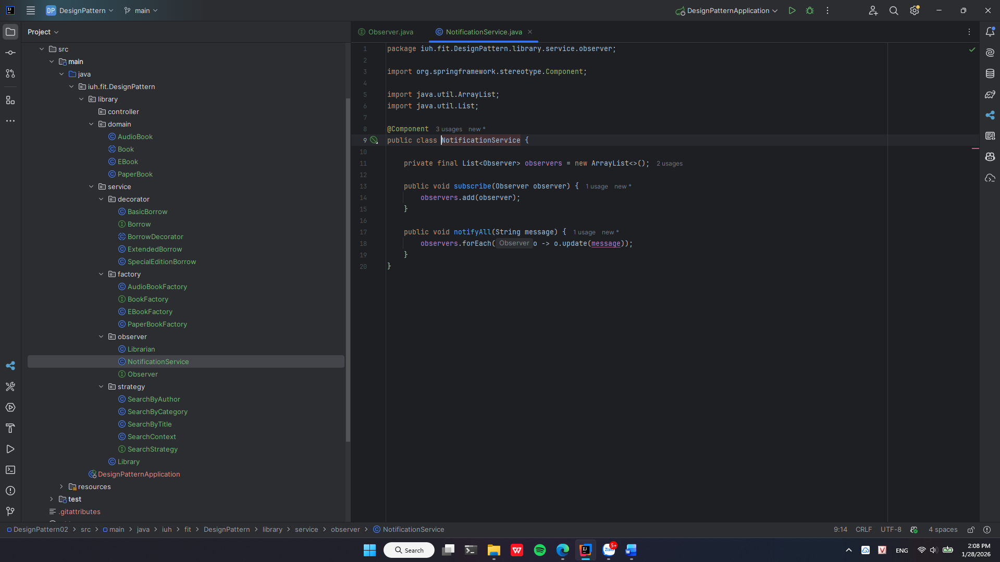 DP DesignPattern main DesignPatternApplication
Project
src
main
java
iuh.fit.DesignPattern
library
controller
domain
AudioBook
Book
EBook
PaperBook
service
decorator
BasicBorrow
Borrow
BorrowDecorator
ExtendedBorrow
SpecialEditionBorrow
factory
AudioBookFactory
BookFactory
EBookFactory
PaperBookFactory
observer
Librarian
NotificationService
Observer
strategy
SearchByAuthor
SearchByCategory
SearchByTitle
SearchContext
SearchStrategy
Library
DesignPatternApplication
resources
test
.gitattributes
Observer.java NotificationService.java
1 package iuh.fit.DesignPattern.library.service.observer;
2
3 import org.springframework.stereotype.Component;
4
5 import java.util.ArrayList;
6 import java.util.List;
7
8 @Component 3 usages new *
9 public class NotificationService {
10
11 private final List<Observer> observers = new ArrayList<>(); 2 usages
12
13 public void subscribe(Observer observer) { 1 usage new *
14 observers.add(observer);
15 }
16
17 public void notifyAll(String message) { 1 usage new *
18 observers.forEach( Observer o -> o.update(message));
19 }
20 }
DesignPattern02 > src > main > java > iuh > fit > DesignPattern > library > service > observer > NotificationService
9:14 CRLF UTF-8 4 spaces
Search
Zalo 5+
ENG
2:08 PM
1/28/2026